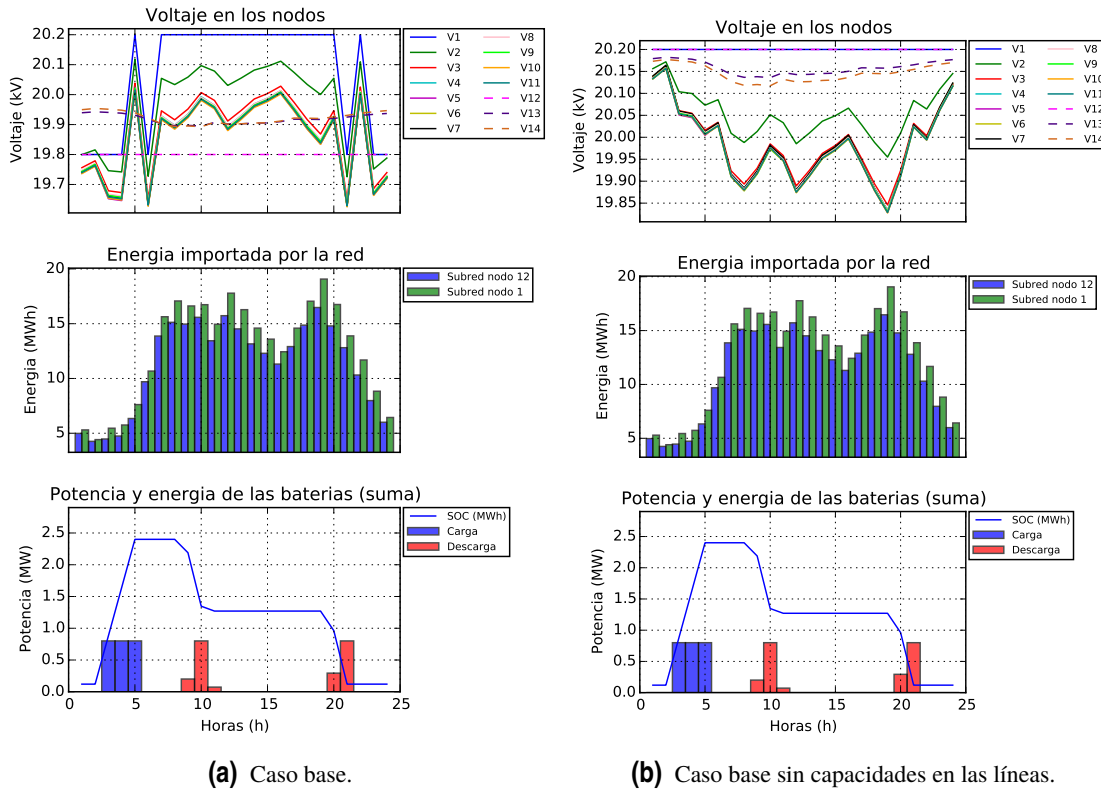 Voltaje en los nodos
Voltaje (kV)
20.2
20.1
20.0
19.9
19.8
19.7
V1 V8
V2 V9
V3 V10
V4 V11
V5 V12
V6 V13
V7 V14
Energia importada por la red
Energia (MWh)
20
15
10
5
Subred nodo 12
Subred nodo 1
Potencia y energia de las baterias (suma)
Potencia (MW)
2.5
2.0
1.5
1.0
0.5
0.0
SOC (MWh)
Carga
Descarga
0 5 10 15 20 25
Horas (h)
(a) Caso base.
Voltaje en los nodos
Voltaje (kV)
20.20
20.15
20.10
20.05
20.00
19.95
19.90
19.85
V1 V8
V2 V9
V3 V10
V4 V11
V5 V12
V6 V13
V7 V14
Energia importada por la red
Energia (MWh)
20
15
10
5
Subred nodo 12
Subred nodo 1
Potencia y energia de las baterias (suma)
Potencia (MW)
2.5
2.0
1.5
1.0
0.5
0.0
SOC (MWh)
Carga
Descarga
0 5 10 15 20 25
Horas (h)
(b) Caso base sin capacidades en las líneas.